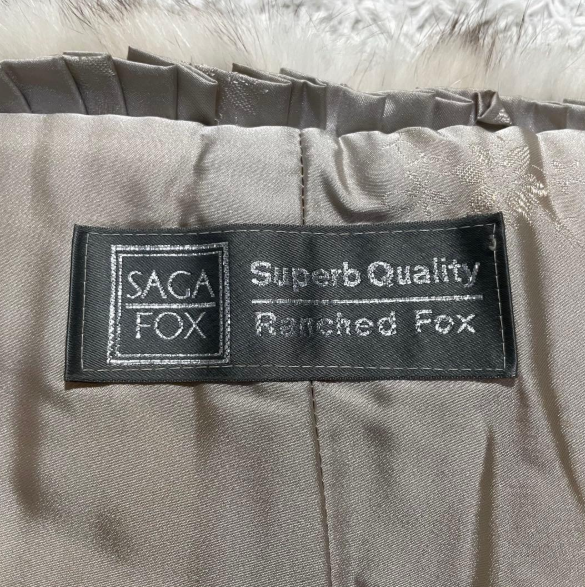 SAGA
FOX
Superb Quality
Ranched Fox